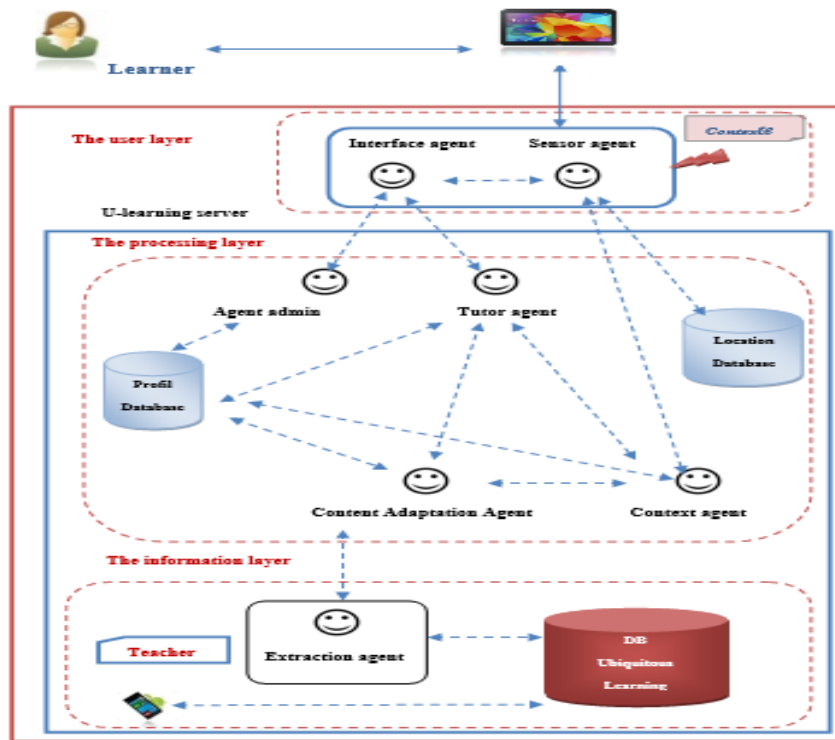 Learner
The user layer
Interface agent
Sensor agent
U-learning server
The processing layer
Agent admin
Tutor agent
Location
Database
Profil
Database
Content Adaptation Agent
Context agent
The information layer
Teacher
Extraction agent
DB
Ubiquitous
Learning